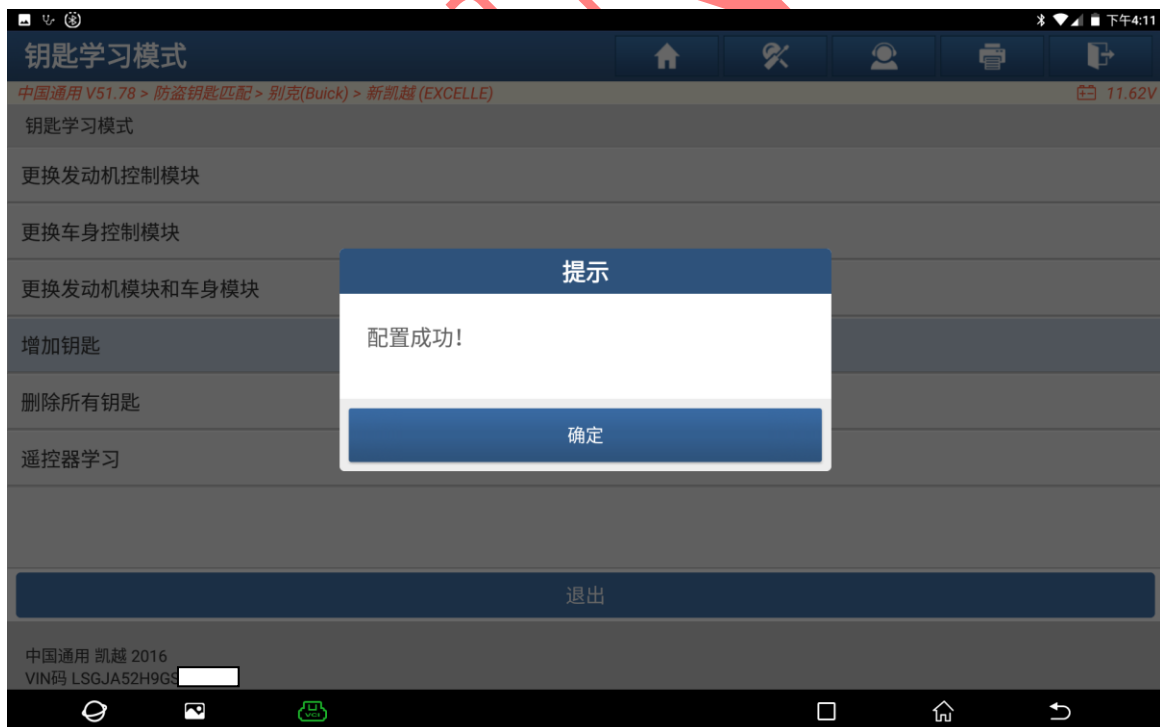 下午4:11
钥匙学习模式
中国通用 V51.78 > 防盗钥匙匹配 > 别克(Buick) > 新凯越 (EXCELLE)
11.62V
钥匙学习模式
更换发动机控制模块
更换车身控制模块
更换发动机模块和车身模块
增加钥匙
删除所有钥匙
遥控器学习
提示
配置成功!
确定
退出
中国通用 凯越 2016
VIN码 LSGJA52H9GS
VCI